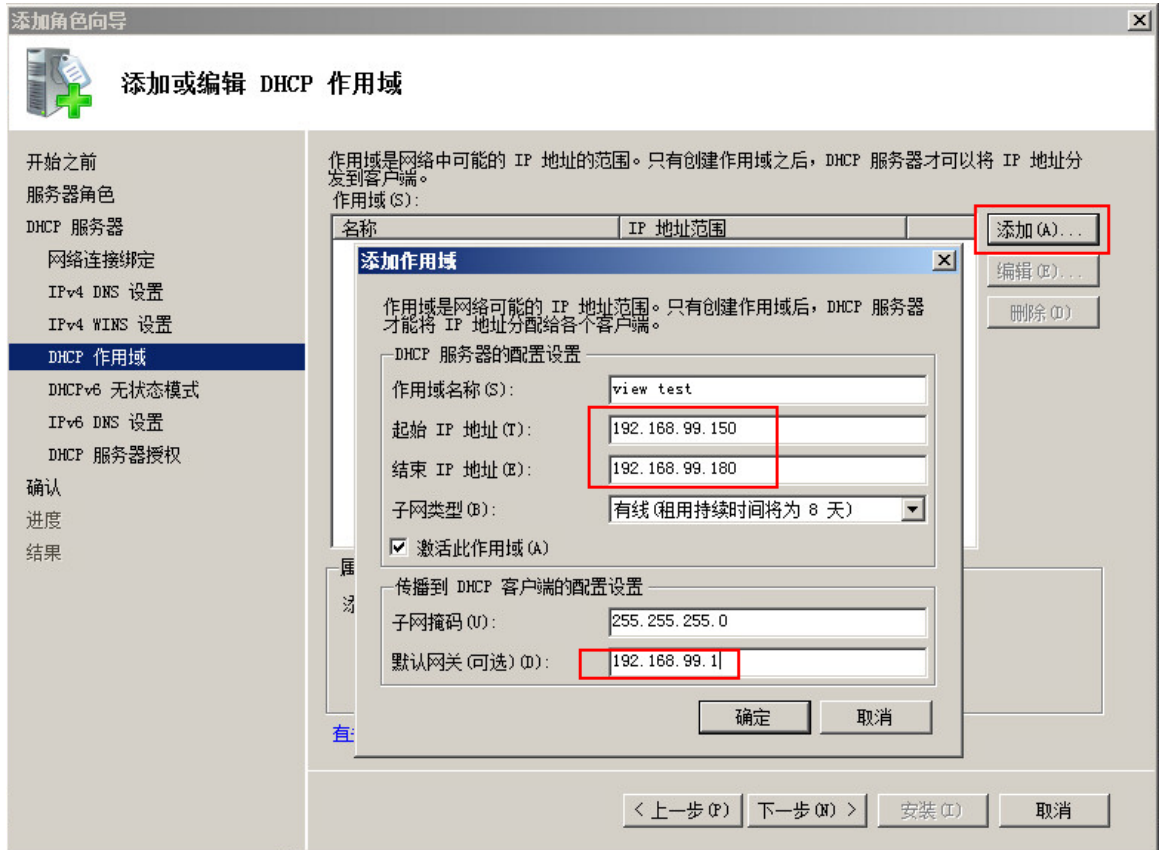 添加角色向导
添加或编辑 DHCP 作用域
开始之前
服务器角色
DHCP 服务器
网络连接绑定
IPv4 DNS 设置
IPv4 WINS 设置
DHCP 作用域
DHCPv6 无状态模式
IPv6 DNS 设置
DHCP 服务器授权
确认
进度
结果
作用域是网络中可能的 IP 地址的范围。只有创建作用域之后，DHCP 服务器才可以将 IP 地址分
发到客户端。
作用域(S):
名称 IP 地址范围
添加(A)...
编辑(E)...
删除(D)
添加作用域
作用域是网络可能的 IP 地址范围。只有创建作用域后，DHCP 服务器
才能将 IP 地址分配给各个客户端。
DHCP 服务器的配置设置
作用域名称(S): view test
起始 IP 地址(T): 192.168.99.150
结束 IP 地址(E): 192.168.99.180
子网类型(B): 有线(租用持续时间将为 8 天)
激活此作用域(A)
传播到 DHCP 客户端的配置设置
子网掩码(U): 255.255.255.0
默认网关(可选)(D): 192.168.99.1
确定 取消
< 上一步(P) 下一步(N) > 安装(I) 取消